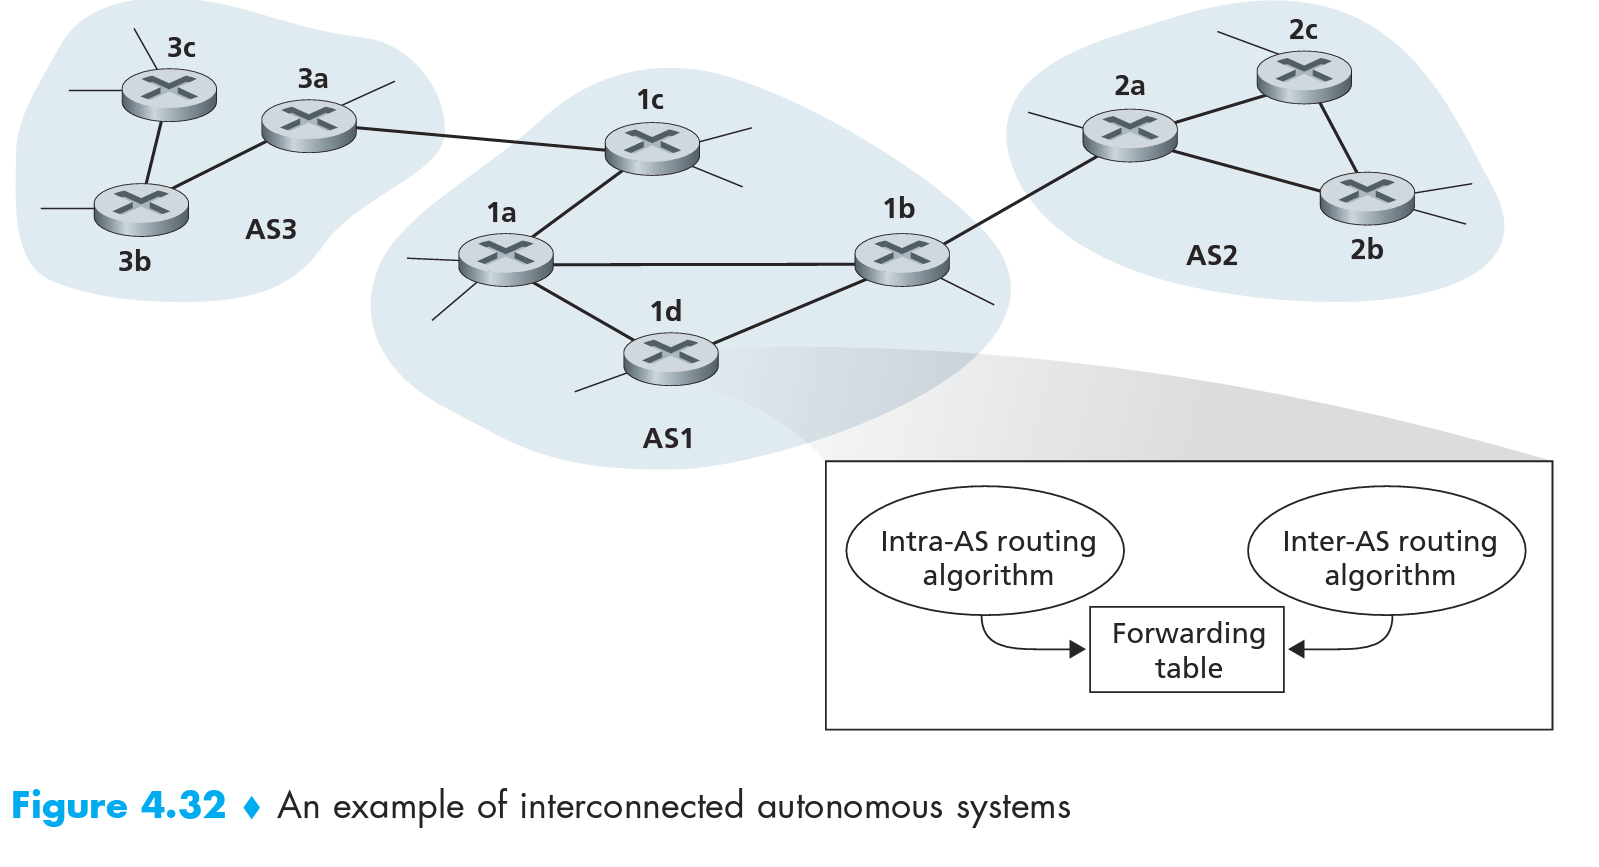 3c
3a
3b
AS3
1c
1a
1b
1d
AS1
2c
2a
2b
AS2
Intra-AS routing
algorithm
Inter-AS routing
algorithm
Forwarding
table
Figure 4.32 ♦ An example of interconnected autonomous systems